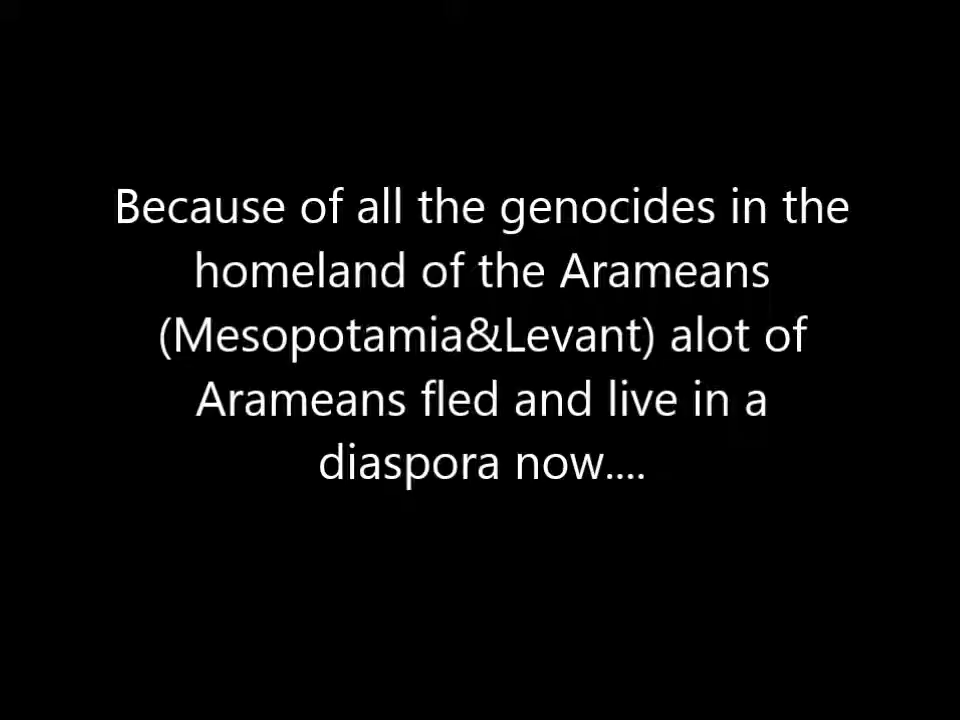 Because of all the genocides in the
homeland of the Arameans
(Mesopotamia&Levant) alot of
Arameans fled and live in a
diaspora now....